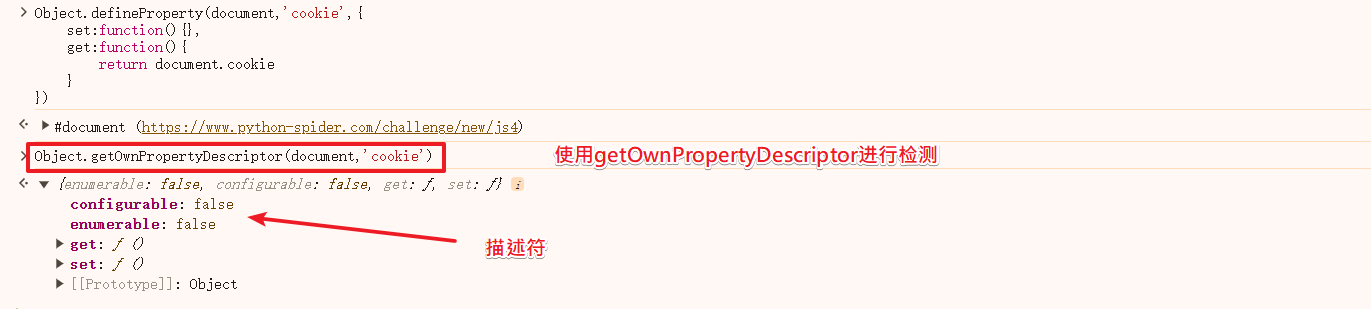 Object.defineProperty(document,'cookie',{
set:function(){},
get:function(){
return document.cookie
}
})
#document (https://www.python-spider.com/challenge/new/js4)
Object.getOwnPropertyDescriptor(document,'cookie') 使用getOwnPropertyDescriptor进行检测
{enumerable: false, configurable: false, get: ƒ, set: ƒ} i
configurable: false
enumerable: false
get: ƒ ()
描述符
set: ƒ ()
[[Prototype]]: Object